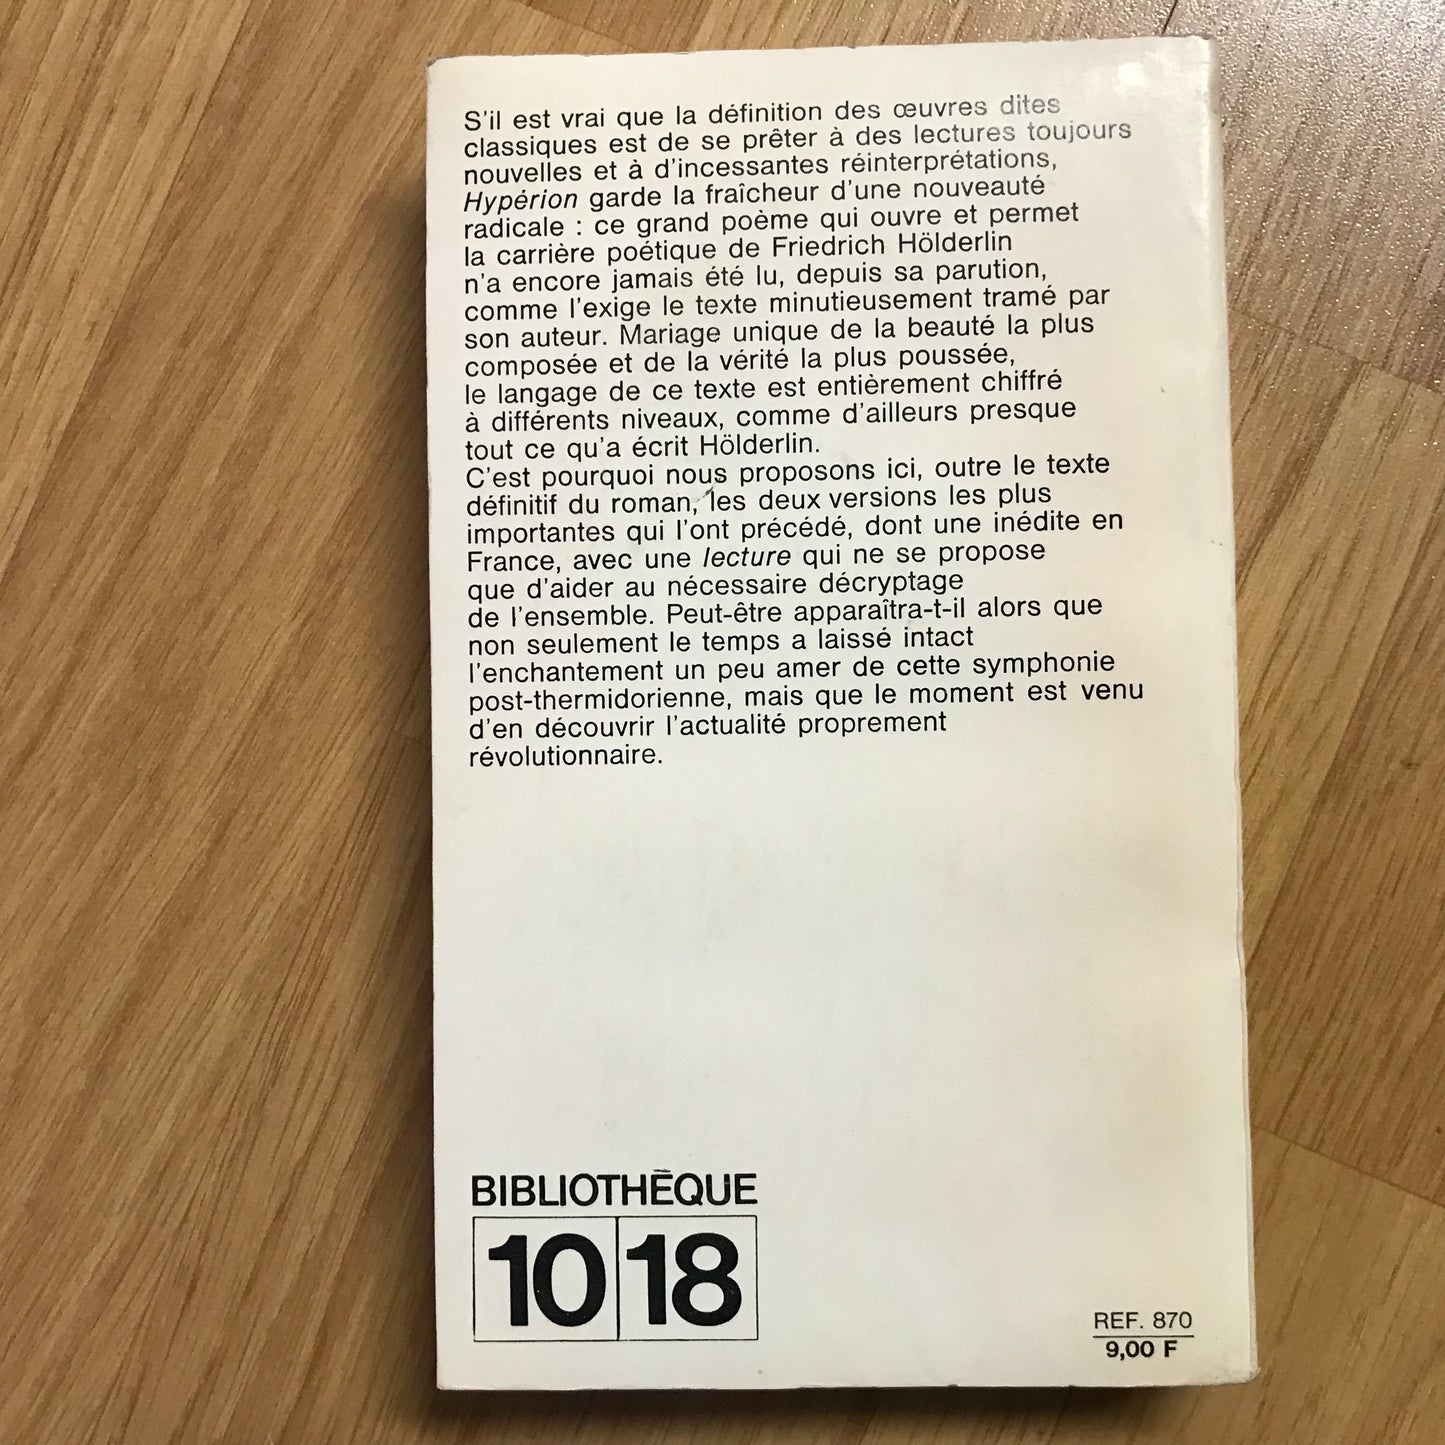 S'il est vrai que la définition des œuvres dites
classiques est de se prêter à des lectures toujours
nouvelles et à d'incessantes réinterprétations,
Hypérion garde la fraîcheur d'une nouveauté
radicale : ce grand poème qui ouvre et permet
la carrière poétique de Friedrich Hölderlin
n'a encore jamais été lu, depuis sa parution,
comme l'exige le texte minutieusement tramé par
son auteur. Mariage unique de la beauté la plus
composée et de la vérité la plus poussée,
le langage de ce texte est entièrement chiffré
à différents niveaux, comme d'ailleurs presque
tout ce qu'a écrit Hölderlin.
C'est pourquoi nous proposons ici, outre le texte
définitif du roman, les deux versions les plus
importantes qui l'ont précédé, dont une inédite en
France, avec une lecture qui ne se propose
que d'aider au nécessaire décryptage
de l'ensemble. Peut-être apparaîtra-t-il alors que
non seulement le temps a laissé intact
l'enchantement un peu amer de cette symphonie
post-thermidorienne, mais que le moment est venu
d'en découvrir l'actualité proprement
révolutionnaire.
BIBLIOTHÈQUE
10 18
REF. 870
9,00 F